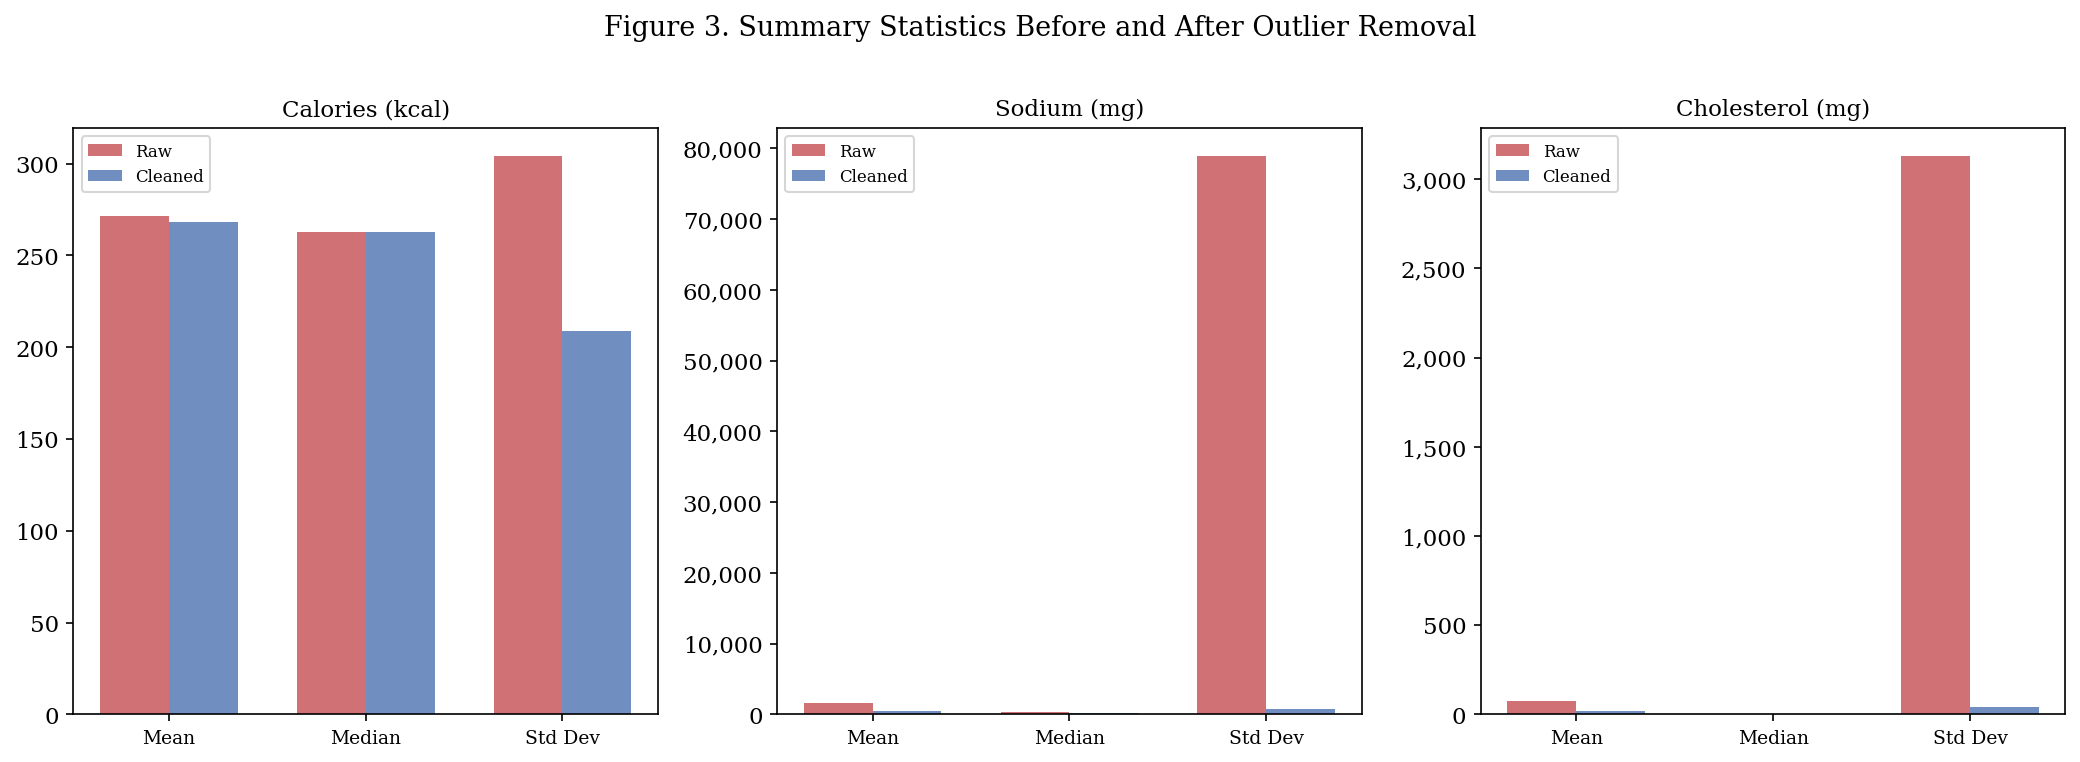 Figure 3. Summary Statistics Before and After Outlier Removal
Calories (kcal)
Raw
Cleaned
300
250
200
150
100
50
0
Mean Median Std Dev
Sodium (mg)
Raw
Cleaned
80,000
70,000
60,000
50,000
40,000
30,000
20,000
10,000
0
Mean Median Std Dev
Cholesterol (mg)
Raw
Cleaned
3,000
2,500
2,000
1,500
1,000
500
0
Mean Median Std Dev